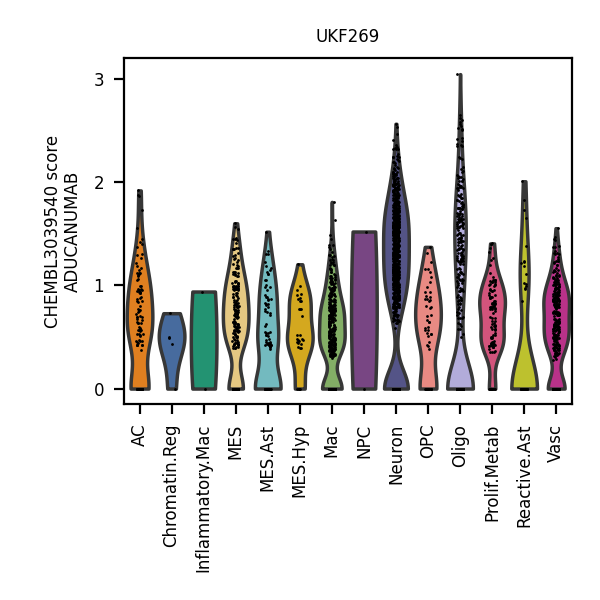 UKF269
CHEMBL3039540 score
ADUCANUMAB
3
2
1
0
AC
Chromatin.Reg
Inflammatory.Mac
MES
MES.Ast
MES.Hyp
Mac
NPC
Neuron
OPC
Oligo
Prolif.Metab
Reactive.Ast
Vasc